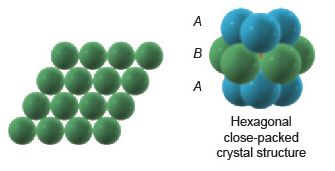 A
B
A
Hexagonal
close-packed
crystal structure